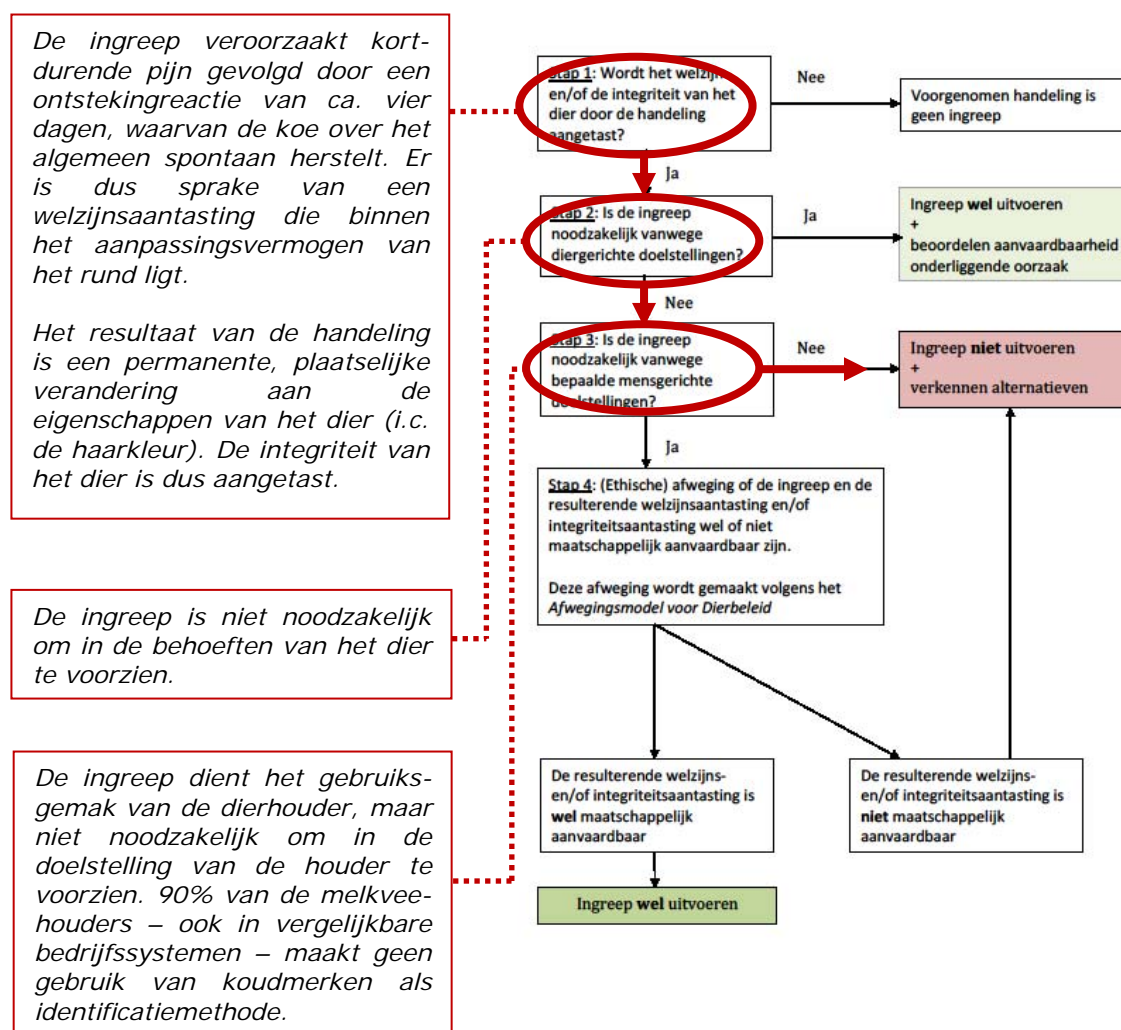 De ingreep veroorzaakt kort-
durende pijn gevolgd door een
ontstekingreactie van ca. vier
dagen, waarvan de koe over het
algemeen spontaan herstelt. Er
is dus sprake van een
welzijnsaantasting die binnen
het aanpassingsvermogen van
het rund ligt.
Het resultaat van de handeling
is een permanente, plaatselijke
verandering aan de
eigenschappen van het dier (i.c.
de haarkleur). De integriteit van
het dier is dus aangetast.
De ingreep is niet noodzakelijk
om in de behoeften van het dier
te voorzien.
De ingreep dient het gebruiks-
gemak van de dierhouder, maar
niet noodzakelijk om in de
doelstelling van de houder te
voorzien. 90% van de melkvee-
houders – ook in vergelijkbare
bedrijfssystemen – maakt geen
gebruik van koudmerken als
identificatiemethode.
Stap 1: Wordt het welzijn
en/of de integriteit van het
dier door de handeling
aangetast?
Nee
Voorgenomen handeling is
geen ingreep
Ja
Stap 2: Is de ingreep
noodzakelijk vanwege
diergerichte doelstellingen?
Ja
Ingreep wel uitvoeren
+
beoordelen aanvaardbaarheid
onderliggende oorzaak
Nee
Stap 3: Is de ingreep
noodzakelijk vanwege
bepaalde mensgerichte
doelstellingen?
Nee
Ingreep niet uitvoeren
+
verkennen alternatieven
Ja
Stap 4: (Ethische) afweging of de ingreep en de
resulterende welzijnsaantasting en/of
integriteitsaantasting wel of niet
maatschappelijk aanvaardbaar zijn.
Deze afweging wordt gemaakt volgens het
Afwegingsmodel voor Dierbeleid
De resulterende welzijns-
en/of integriteitsaantasting is
wel maatschappelijk
aanvaardbaar
De resulterende welzijns-
en/of integriteitsaantasting is
niet maatschappelijk
aanvaardbaar
Ingreep wel uitvoeren